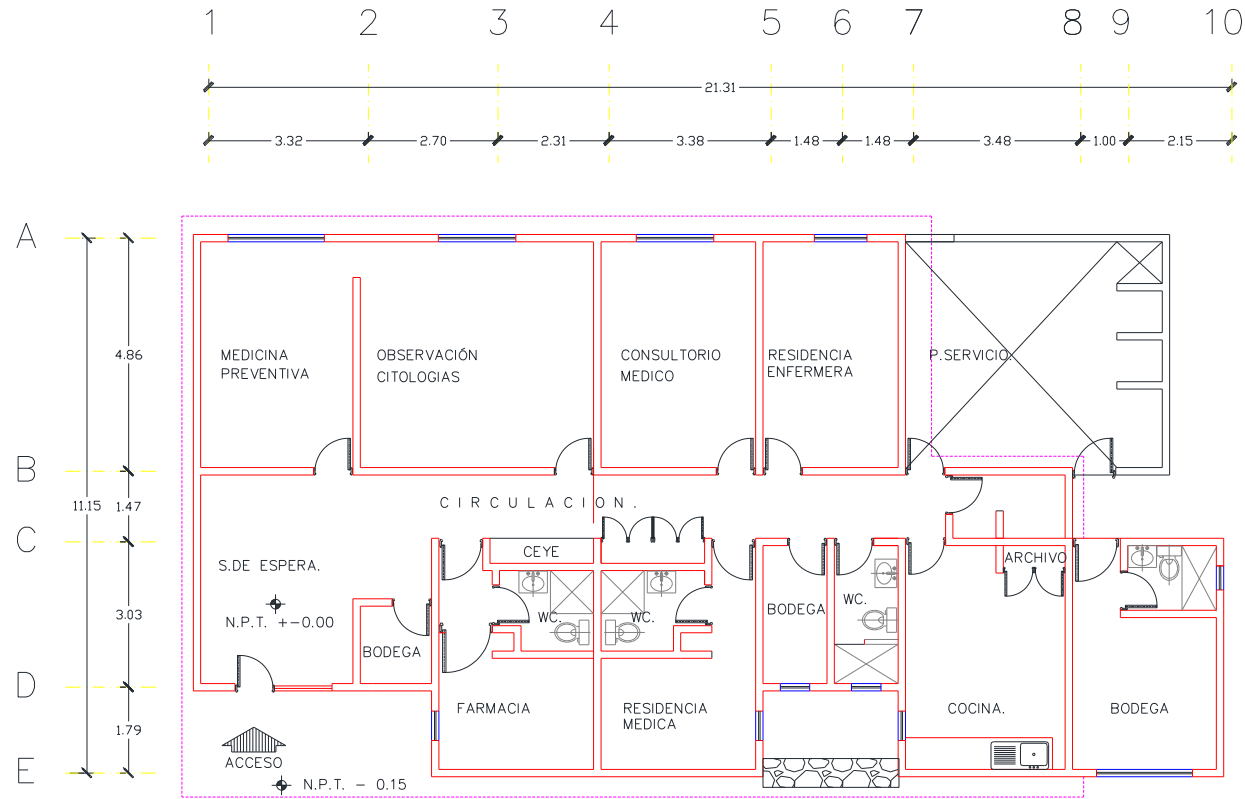 1 2 3 4 5 6 7 8 9 10
21.31
3.32 2.70 2.31 3.38 1.48 1.48 3.48 1.00 2.15
A
4.86
MEDICINA
PREVENTIVA
OBSERVACIÓN
CITOLOGIAS
CONSULTORIO
MEDICO
RESIDENCIA
ENFERMERA
P.SERVICIO.
B
11.15 1.47
CIRCULACION.
C
CEYE
ARCHIVO
S.DE ESPERA.
3.03
N.P.T. +-0.00
WC.
WC.
BODEGA
WC.
BODEGA
D
1.79
FARMACIA
RESIDENCIA
MEDICA
COCINA.
BODEGA
ACCESO
E
N.P.T. - 0.15